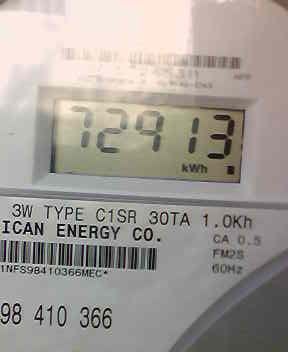 72913
kWh
3W TYPE C1SR 30TA 1.0Kh
ICAN ENERGY CO.
CA 0.5
FM2S
60Hz
1NFS98410366MEC*
98 410 366